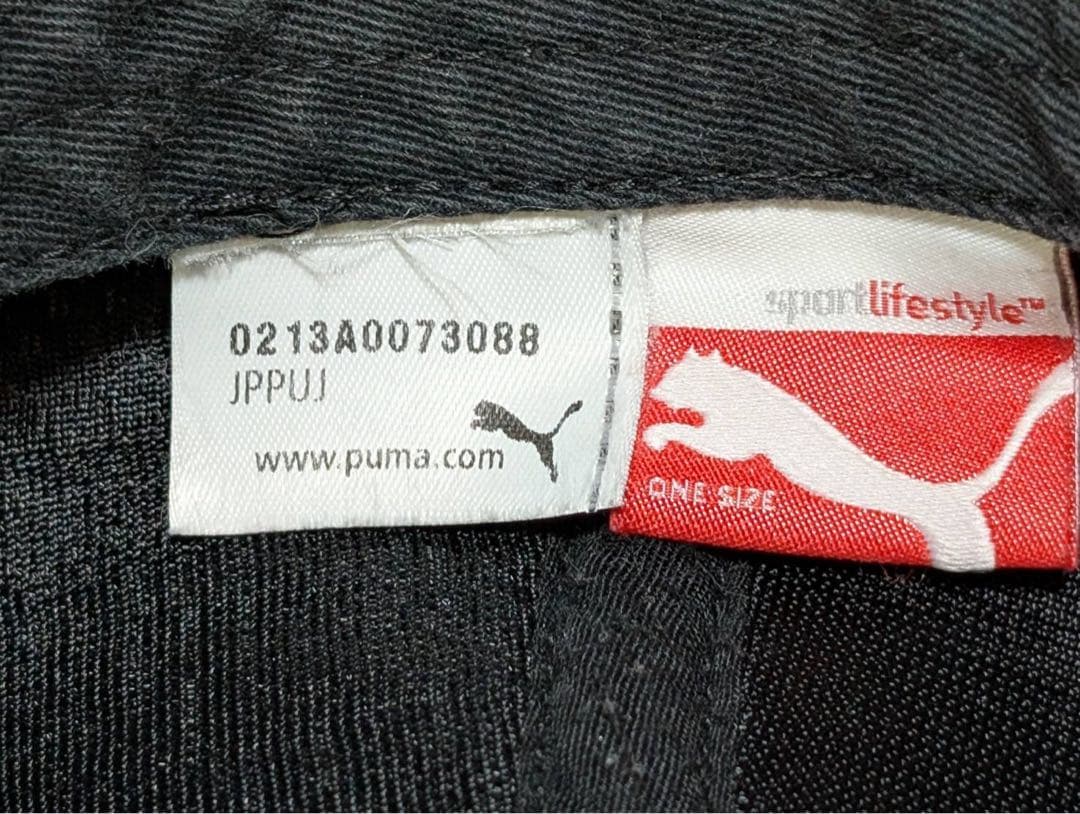 0213A0073088
JPPUJ
www.puma.com
sportlifestyle™
ONE SIZE